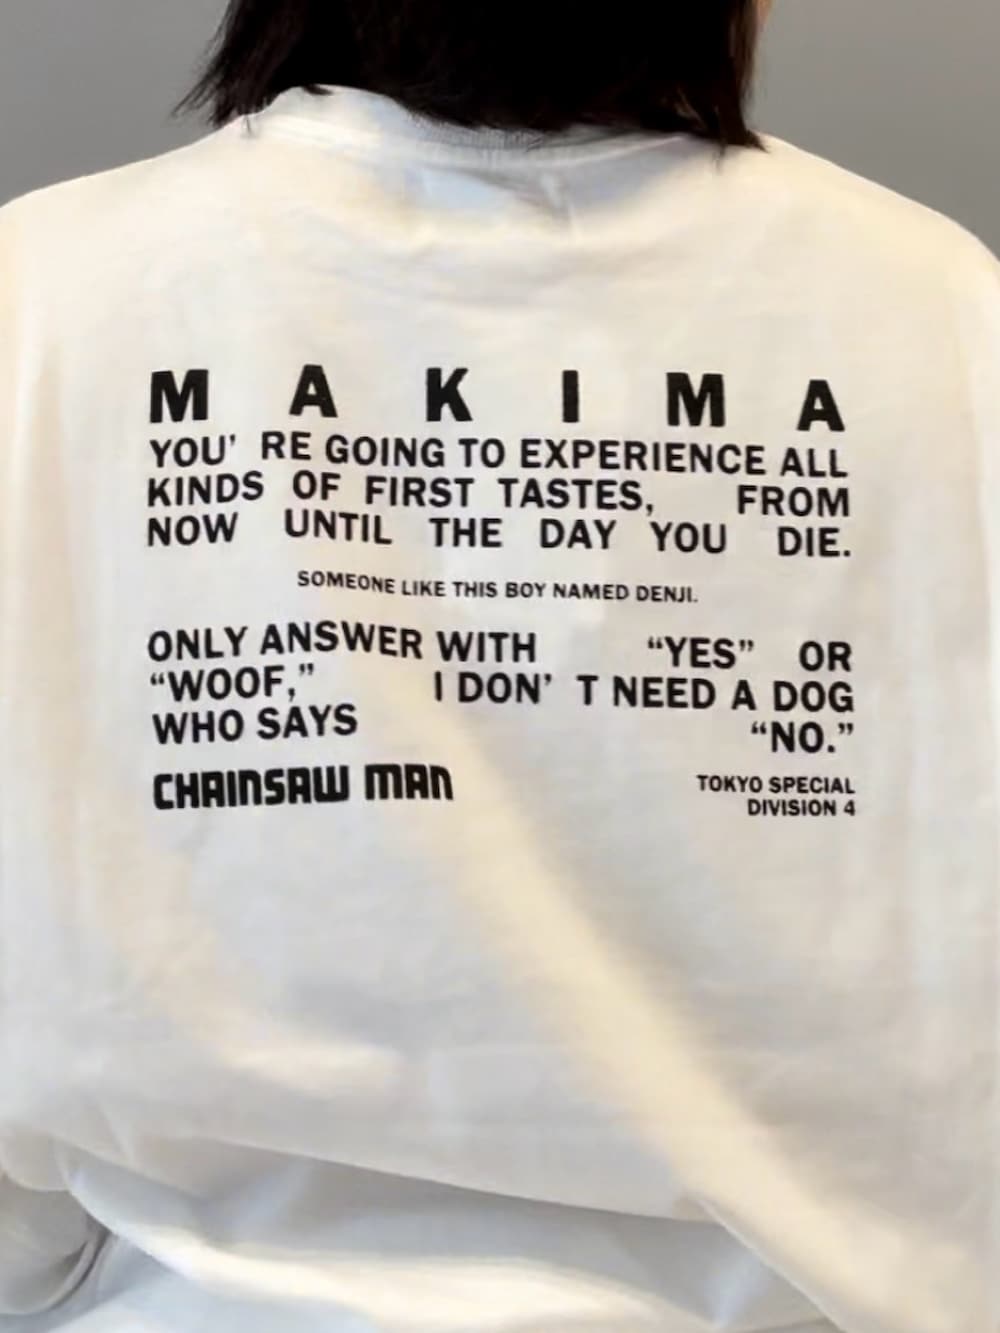 MAKIMA
YOU' RE GOING TO EXPERIENCE ALL
KINDS OF FIRST TASTES, FROM
NOW UNTIL THE DAY YOU DIE.
SOMEONE LIKE THIS BOY NAMED DENJI.
ONLY ANSWER WITH “YES” OR
“WOOF,” I DON' T NEED A DOG
WHO SAYS “NO.”
CHAINSAW MAN
TOKYO SPECIAL
DIVISION 4